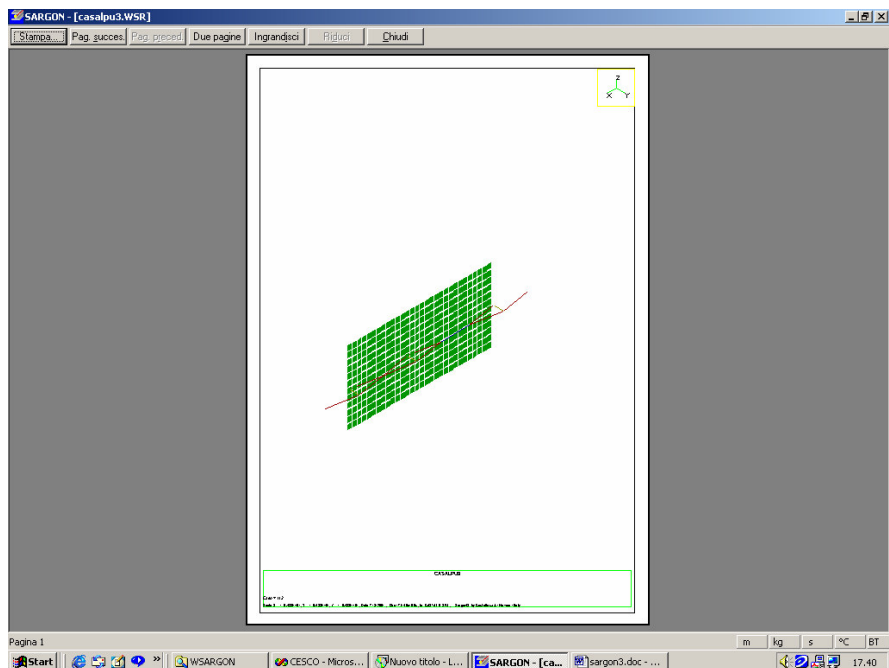 SARGON - [casalpu3.WSR]
Stampa... Pag. succes. Pag. preced. Due pagine Ingrandisci Riduci Chiudi
Z
X Y
Pagina 1 m kg s °C BT
Start » WSARGON CESCO - Micros... Nuovo titolo - L... SARGON - [ca... sargon3.doc - ... 17.40